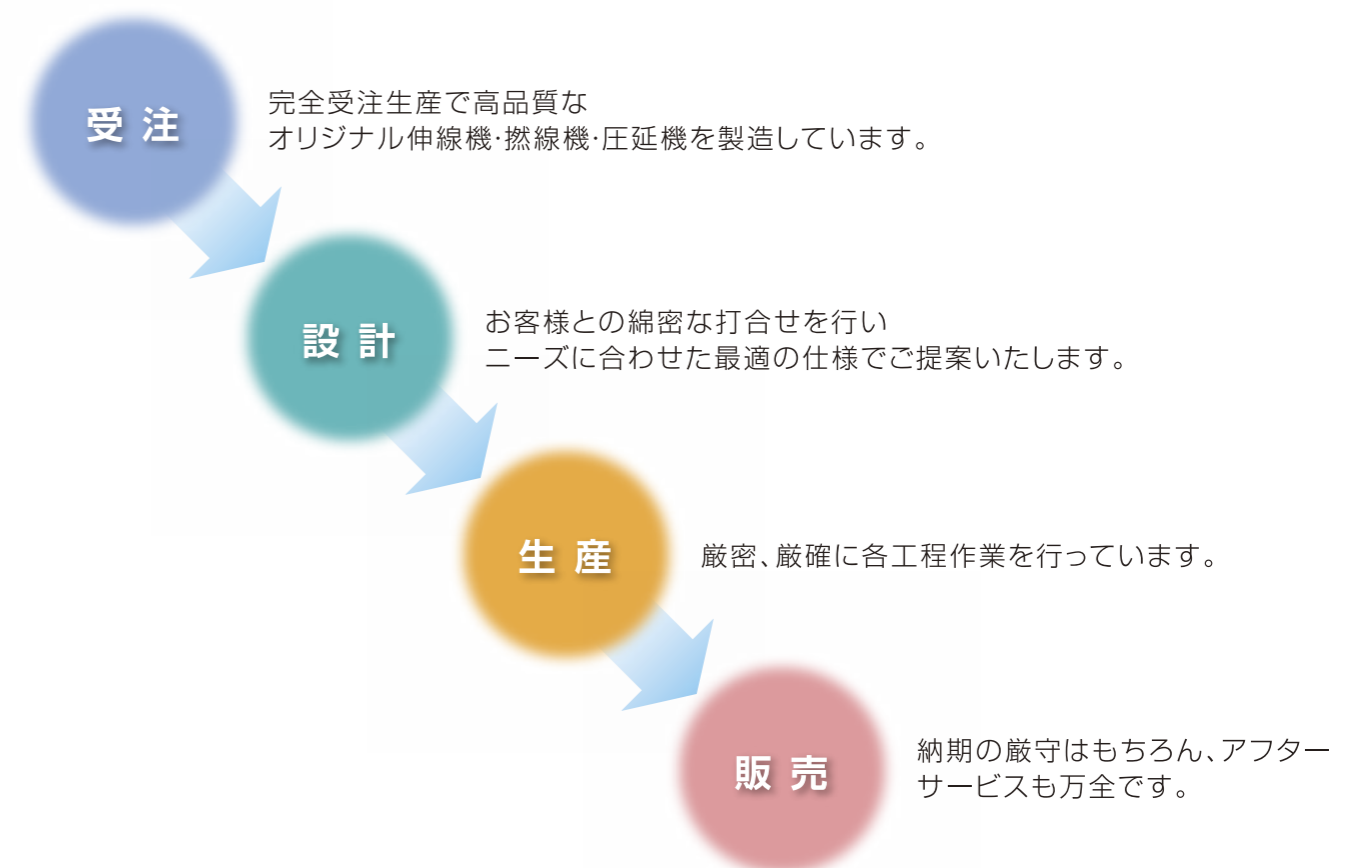 受注
完全受注生産で高品質な
オリジナル伸線機･撚線機･圧延機を製造しています。
設計
お客様との綿密な打合せを行い
ニーズに合わせた最適の仕様でご提案いたします。
生産
厳密、厳確に各工程作業を行っています。
販売
納期の厳守はもちろん、アフター
サービスも万全です。